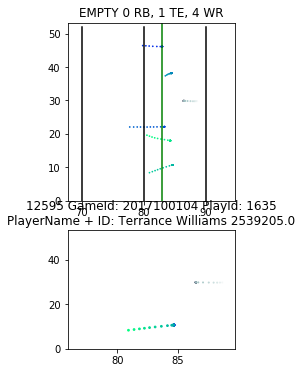 EMPTY 0 RB, 1 TE, 4 WR
50
40
30
20
10
0
70 80 90
12595 GameId: 2017100104 PlayId: 1635
PlayerName + ID: Terrance Williams 2539205.0
40
20
0
80 85